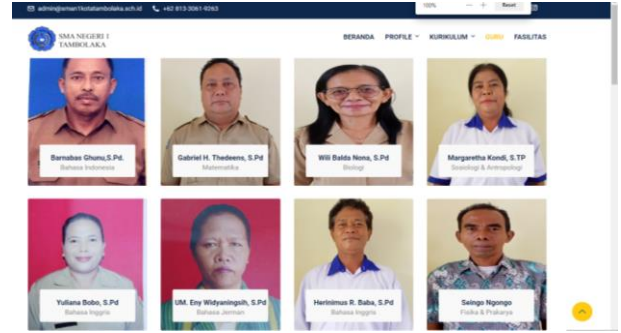 admin@sman1kotatambolaka.sch.id +62 813-3061-9263
100% − + Reset
SMA NEGERI 1
TAMBOLAKA
BERANDA PROFILE KURIKULUM GURU FASILITAS
Barnabas Ghunu,S.Pd.
Bahasa Indonesia
Gabriel H. Thedeens, S.Pd
Matematika
Wili Balda Nona, S.Pd
Biologi
Margaretha Kondi, S.TP
Sosiologi & Antropologi
Yuliana Bobo, S.Pd
Bahasa Inggris
UM. Eny Widyaningsih, S.Pd
Bahasa Jerman
Herinimus R. Baba, S.Pd
Bahasa Inggris
Seingo Ngongo
Fisika & Prakarya